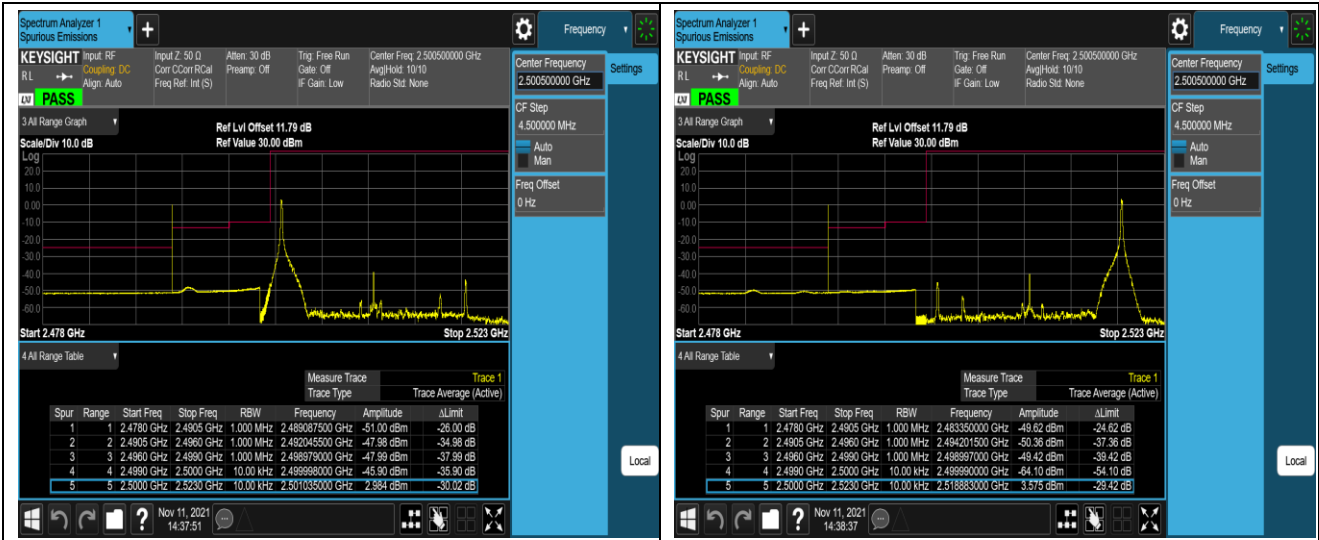 Spectrum Analyzer 1
Spurious Emissions
+
Frequency
KEYSIGHT Input: RF Input Z: 50 Ω Atten: 30 dB Trig: Free Run Center Freq: 2.500500000 GHz
Coupling: DC Corr CCorr RCal Preamp: Off Gate: Off Avg|Hold: 10/10
RL Align: Auto Freq Ref: Int (S) IF Gain: Low Radio Std: None
LXI PASS
Center Frequency
2.500500000 GHz
Settings
CF Step
4.500000 MHz
Auto
Man
Freq Offset
0 Hz
3 All Range Graph
Ref Lvl Offset 11.79 dB
Scale/Div 10.0 dB Ref Value 30.00 dBm
Log
20.0
10.0
0.00
-10.0
-20.0
-30.0
-40.0
-50.0
-60.0
Start 2.478 GHz Stop 2.523 GHz
4 All Range Table
Measure Trace Trace 1
Trace Type Trace Average (Active)
Spur Range Start Freq Stop Freq RBW Frequency Amplitude ΔLimit
1 1 2.4780 GHz 2.4905 GHz 1.000 MHz 2.489087500 GHz -51.00 dBm -26.00 dB
2 2 2.4905 GHz 2.4960 GHz 1.000 MHz 2.492045500 GHz -47.98 dBm -34.98 dB
3 3 2.4960 GHz 2.4990 GHz 1.000 MHz 2.498979000 GHz -47.99 dBm -37.99 dB
4 4 2.4990 GHz 2.5000 GHz 10.00 kHz 2.499998000 GHz -45.90 dBm -35.90 dB
5 5 2.5000 GHz 2.5230 GHz 10.00 kHz 2.501035000 GHz 2.984 dBm -30.02 dB
Local
? Nov 11, 2021
14:37:51
Spectrum Analyzer 1
Spurious Emissions
+
Frequency
KEYSIGHT Input: RF Input Z: 50 Ω Atten: 30 dB Trig: Free Run Center Freq: 2.500500000 GHz
Coupling: DC Corr CCorr RCal Preamp: Off Gate: Off Avg|Hold: 10/10
RL Align: Auto Freq Ref: Int (S) IF Gain: Low Radio Std: None
LXI PASS
Center Frequency
2.500500000 GHz
Settings
CF Step
4.500000 MHz
Auto
Man
Freq Offset
0 Hz
3 All Range Graph
Ref Lvl Offset 11.79 dB
Scale/Div 10.0 dB Ref Value 30.00 dBm
Log
20.0
10.0
0.00
-10.0
-20.0
-30.0
-40.0
-50.0
-60.0
Start 2.478 GHz Stop 2.523 GHz
4 All Range Table
Measure Trace Trace 1
Trace Type Trace Average (Active)
Spur Range Start Freq Stop Freq RBW Frequency Amplitude ΔLimit
1 1 2.4780 GHz 2.4905 GHz 1.000 MHz 2.483350000 GHz -49.62 dBm -24.62 dB
2 2 2.4905 GHz 2.4960 GHz 1.000 MHz 2.494201500 GHz -50.36 dBm -37.36 dB
3 3 2.4960 GHz 2.4990 GHz 1.000 MHz 2.498997000 GHz -49.42 dBm -39.42 dB
4 4 2.4990 GHz 2.5000 GHz 10.00 kHz 2.499990000 GHz -64.10 dBm -54.10 dB
5 5 2.5000 GHz 2.5230 GHz 10.00 kHz 2.518883000 GHz 3.575 dBm -29.42 dB
Local
? Nov 11, 2021
14:38:37